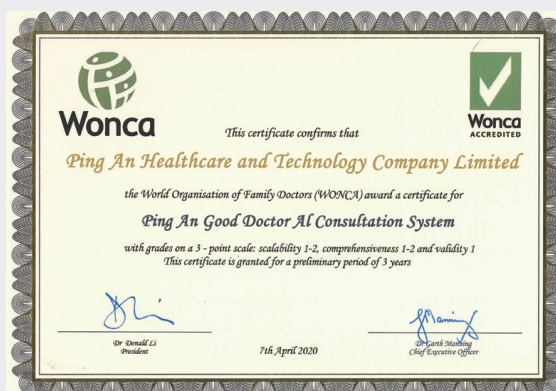 Wonca
Wonca
ACCREDITED
This certificate confirms that
Ping An Healthcare and Technology Company Limited
the World Organisation of Family Doctors (WONCA) award a certificate for
Ping An Good Doctor AI Consultation System
with grades on a 3 - point scale: scalability 1-2, comprehensiveness 1-2 and validity 1
This certificate is granted for a preliminary period of 3 years
Dr Donald Li
President
7th April 2020
Dr Garth Manning
Chief Executive Officer